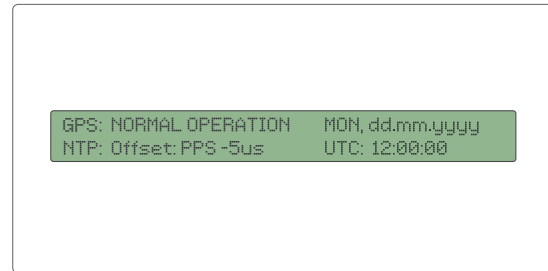 GPS: NORMAL OPERATION MON, dd.mm.yyyy
NTP: Offset: PPS -5us UTC: 12:00:00